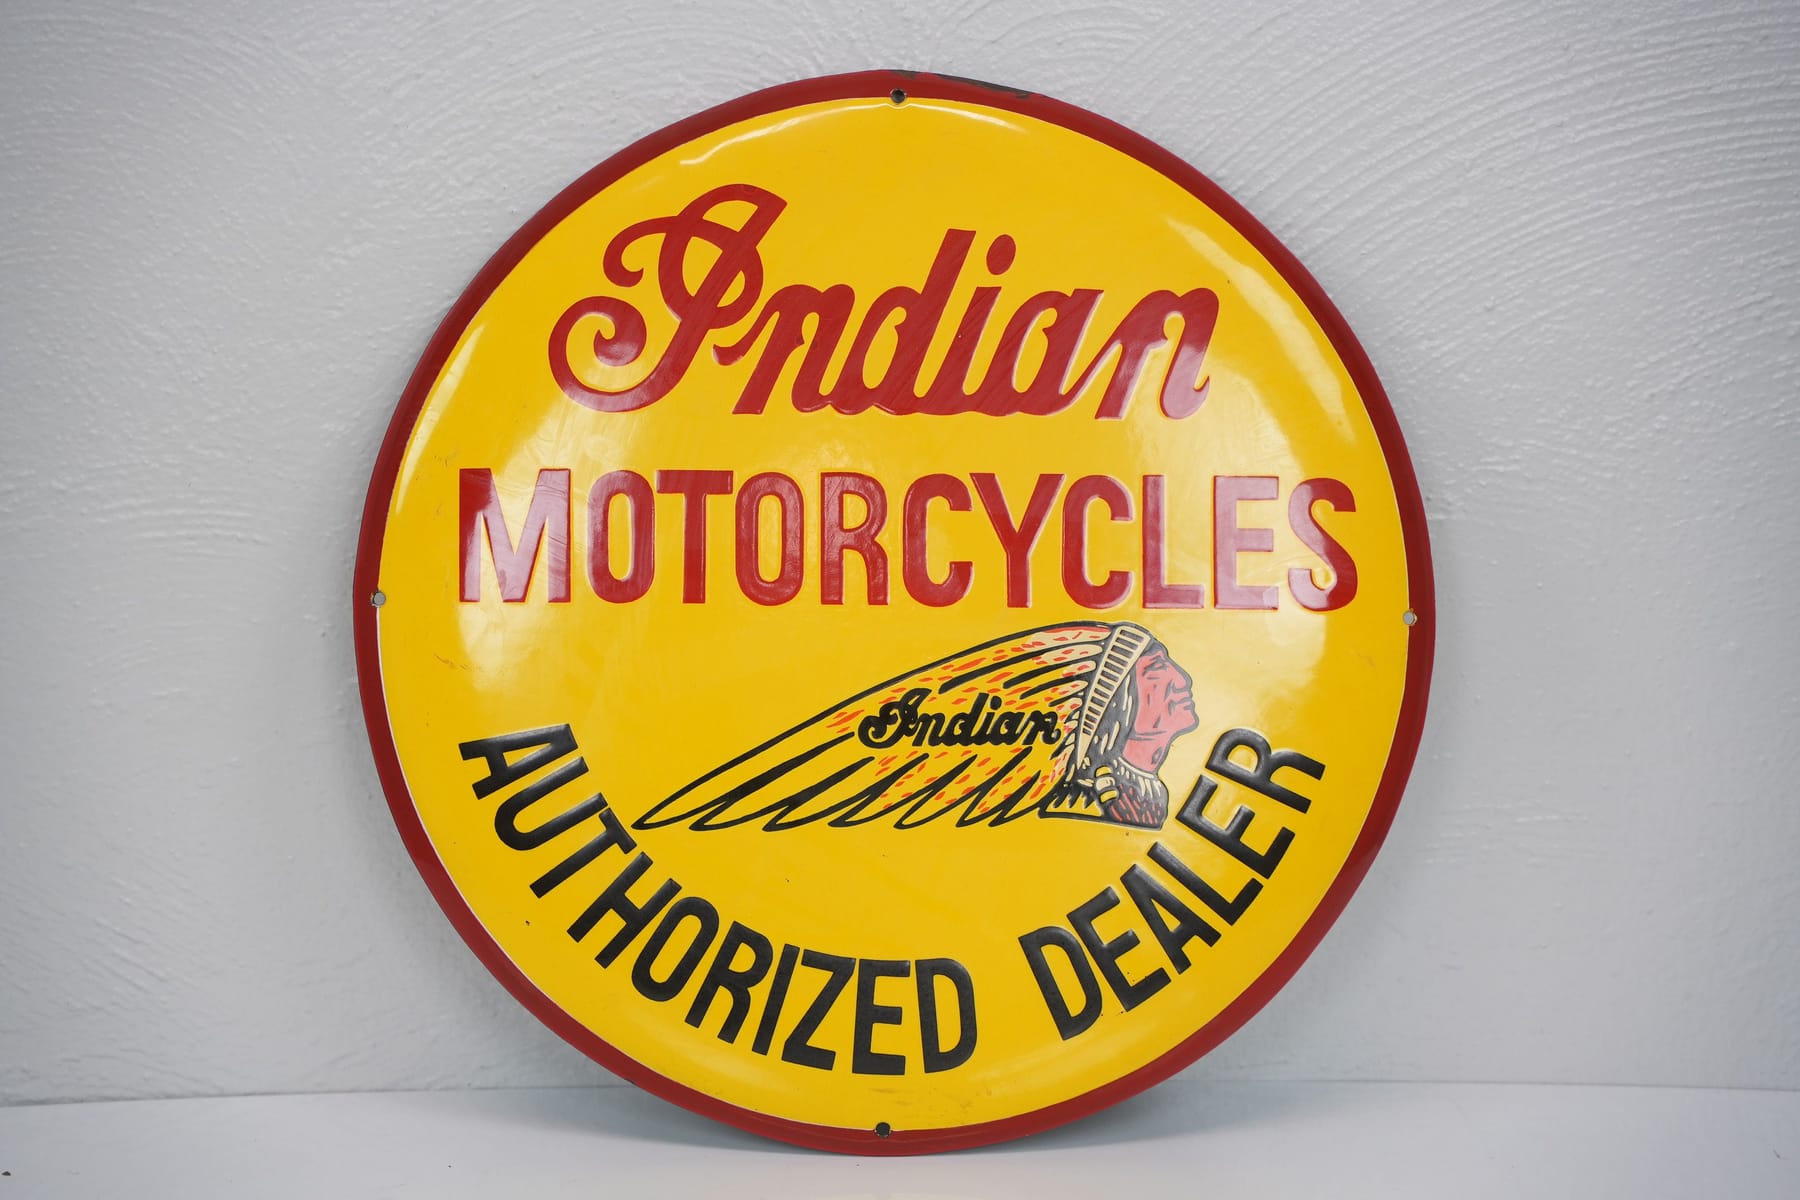 Indian
MOTORCYCLES
Indian
AUTHORIZED DEALER